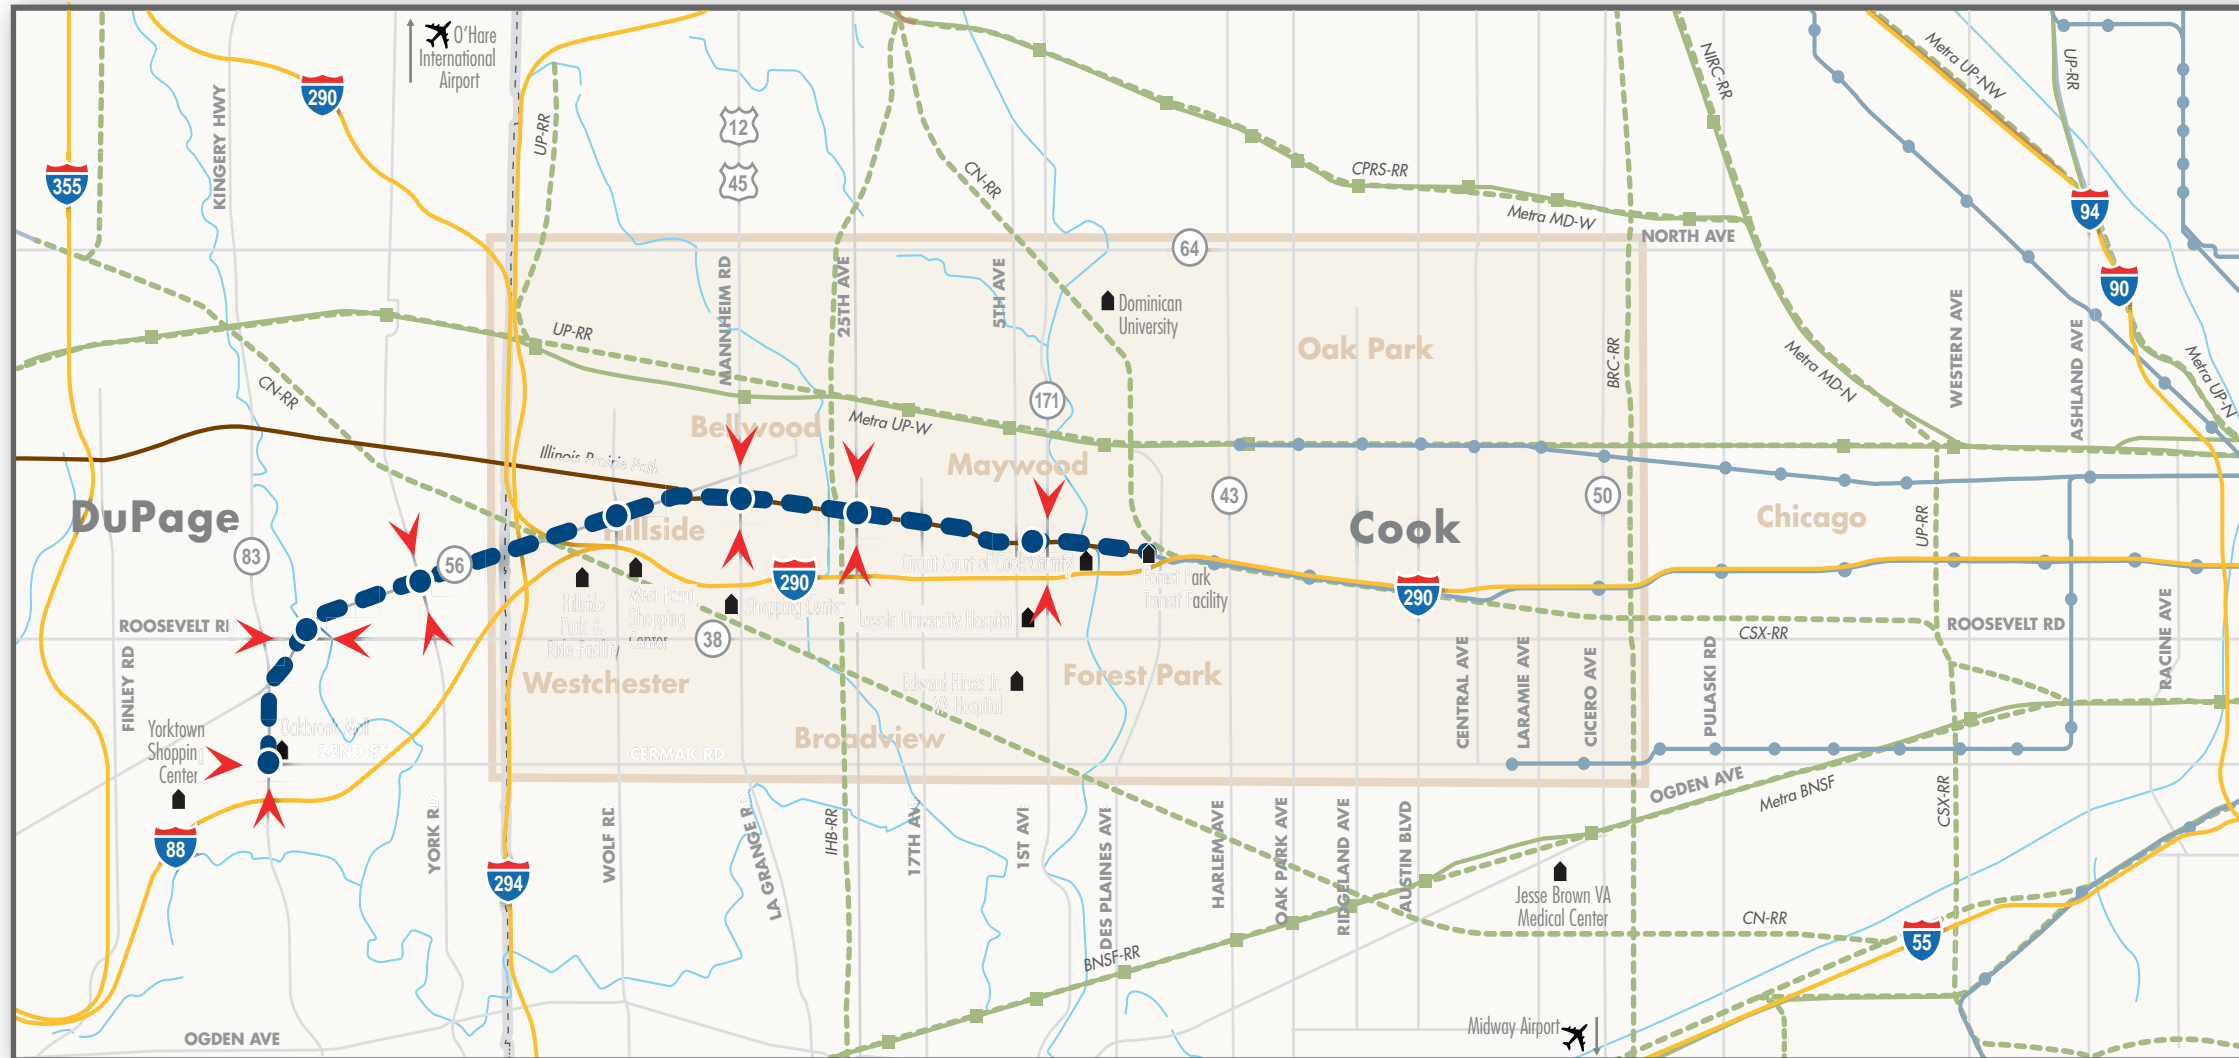 O'Hare
International
Airport
290
355
KINGERY HWY
UP-RR
12
45
CN-RR
CPRS-RR
Metra MD-W
NIRC-RR
Metra UP-NW
UP-RR
94
90
NORTH AVE
64
MANNHEIM RD
25TH AVE
5TH AVE
Dominican
University
Oak Park
BRC-RR
Metra MD-N
WESTERN AVE
ASHLAND AVE
Metra UP-N
UP-RR
CN-RR
Bellwood
Metra UP-W
171
Illinois Prairie Path
Maywood
43
50
DuPage
Hillside
Cook
Chicago
UP-RR
83
56
Circuit Court of Cook County
Forest Park
Transit Facility
290
290
Hillside
Park &
Ride Facility
West Point
Shopping
Center
Shopping Center
Loyola University Hospital
38
ROOSEVELT RD
ROOSEVELT RD
CSX-RR
RACINE AVE
FINLEY RD
Westchester
Edward Hines Jr.
VA Hospital
Forest Park
CENTRAL AVE
LARAMIE AVE
CICERO AVE
PULASKI RD
Yorktown
Shopping
Center
Oakbrook Mall
22ND ST
CERMAK RD
Broadview
OGDEN AVE
Metra BNSF
CSX-RR
88
294
YORK RD
WOLF RD
LA GRANGE RD
IHB-RR
17TH AVE
1ST AVE
DES PLAINES AVE
HARLEM AVE
OAK PARK AVE
RIDGELAND AVE
AUSTIN BLVD
Jesse Brown VA
Medical Center
CN-RR
55
BNSF-RR
OGDEN AVE
Midway Airport